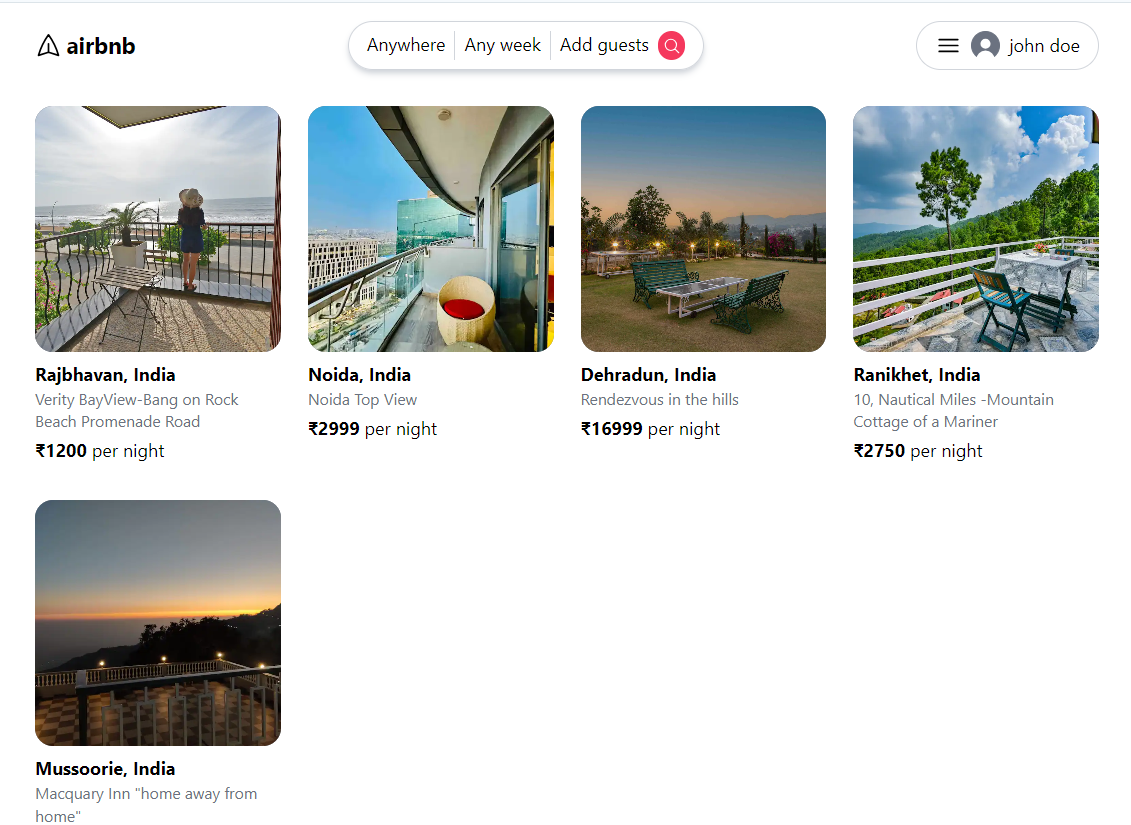 airbnb
Anywhere Any week Add guests
john doe
Rajbhavan, India
Verity BayView-Bang on Rock
Beach Promenade Road
₹1200 per night
Noida, India
Noida Top View
₹2999 per night
Dehradun, India
Rendezvous in the hills
₹16999 per night
Ranikhet, India
10, Nautical Miles -Mountain
Cottage of a Mariner
₹2750 per night
Mussoorie, India
Macquary Inn "home away from
home"